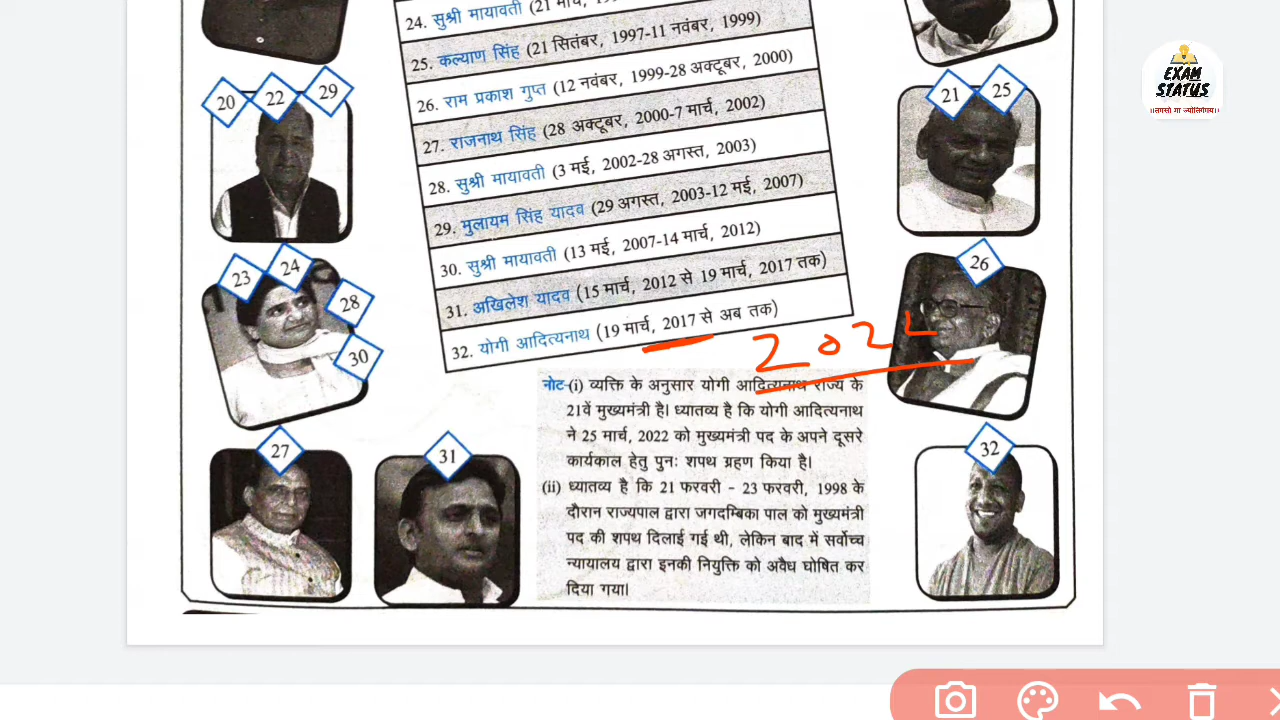 24. सुश्री मायावती (21 मार्च,
25. कल्याण सिंह (21 सितंबर, 1997-11 नवंबर, 1999)
26. राम प्रकाश गुप्त (12 नवंबर, 1999-28 अक्टूबर, 2000)
27. राजनाथ सिंह (28 अक्टूबर, 2000-7 मार्च, 2002)
28. सुश्री मायावती (3 मई, 2002-28 अगस्त, 2003)
29. मुलायम सिंह यादव (29 अगस्त, 2003-12 मई, 2007)
30. सुश्री मायावती (13 मई, 2007-14 मार्च, 2012)
31. अखिलेश यादव (15 मार्च, 2012 से 19 मार्च, 2017 तक)
32. योगी आदित्यनाथ (19 मार्च, 2017 से अब तक)
20 22 29
21 25
23 24 28 30
26
27
31
32
नोट-(i) व्यक्ति के अनुसार योगी आदित्यनाथ राज्य के
21वें मुख्यमंत्री है। ध्यातव्य है कि योगी आदित्यनाथ
ने 25 मार्च, 2022 को मुख्यमंत्री पद के अपने दूसरे
कार्यकाल हेतु पुनः शपथ ग्रहण किया है।
(ii) ध्यातव्य है कि 21 फरवरी - 23 फरवरी, 1998 के
दौरान राज्यपाल द्वारा जगदम्बिका पाल को मुख्यमंत्री
पद की शपथ दिलाई गई थी, लेकिन बाद में सर्वोच्च
न्यायालय द्वारा इनकी नियुक्ति को अवैध घोषित कर
दिया गया।
EXAM
STATUS